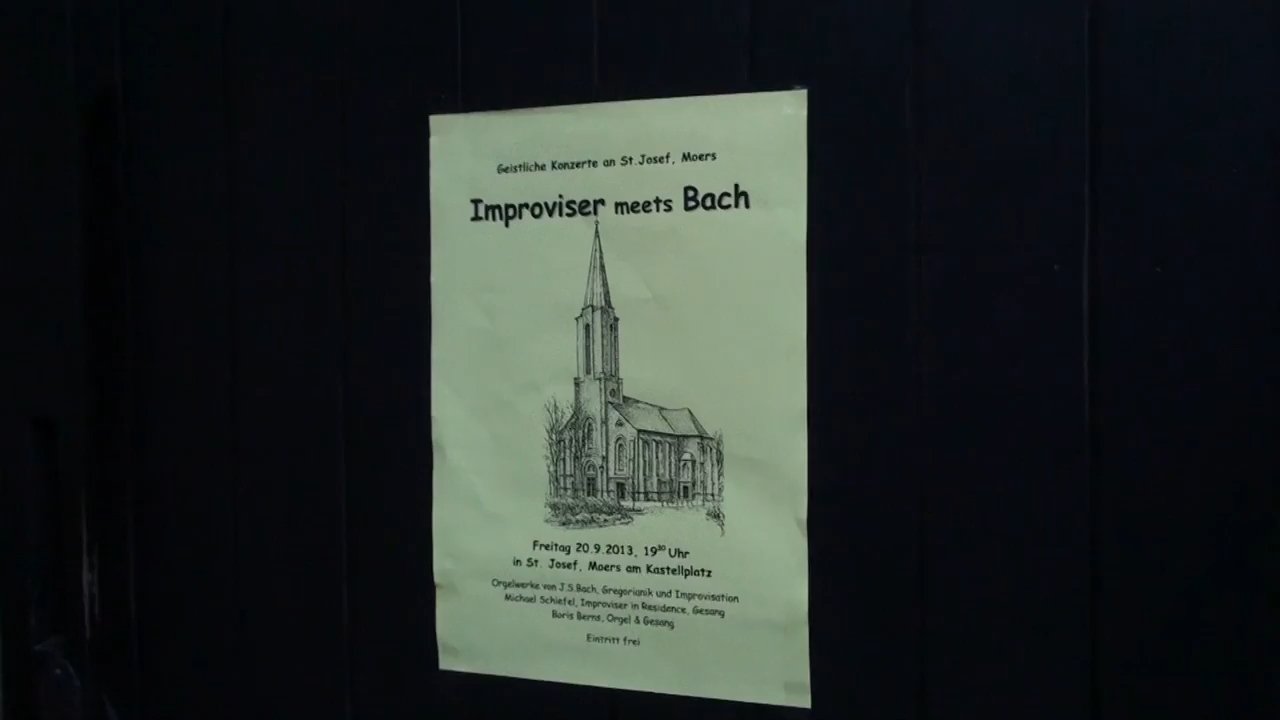 Geistliche Konzerte an St.Josef, Moers
Improviser meets Bach
Freitag 20.9.2013, 19³⁰ Uhr
in St. Josef, Moers am Kastellplatz
Orgelwerke von J.S.Bach, Gregorianik und Improvisation
Michael Schiefel, Improviser in Residence, Gesang
Boris Berns, Orgel & Gesang
Eintritt frei